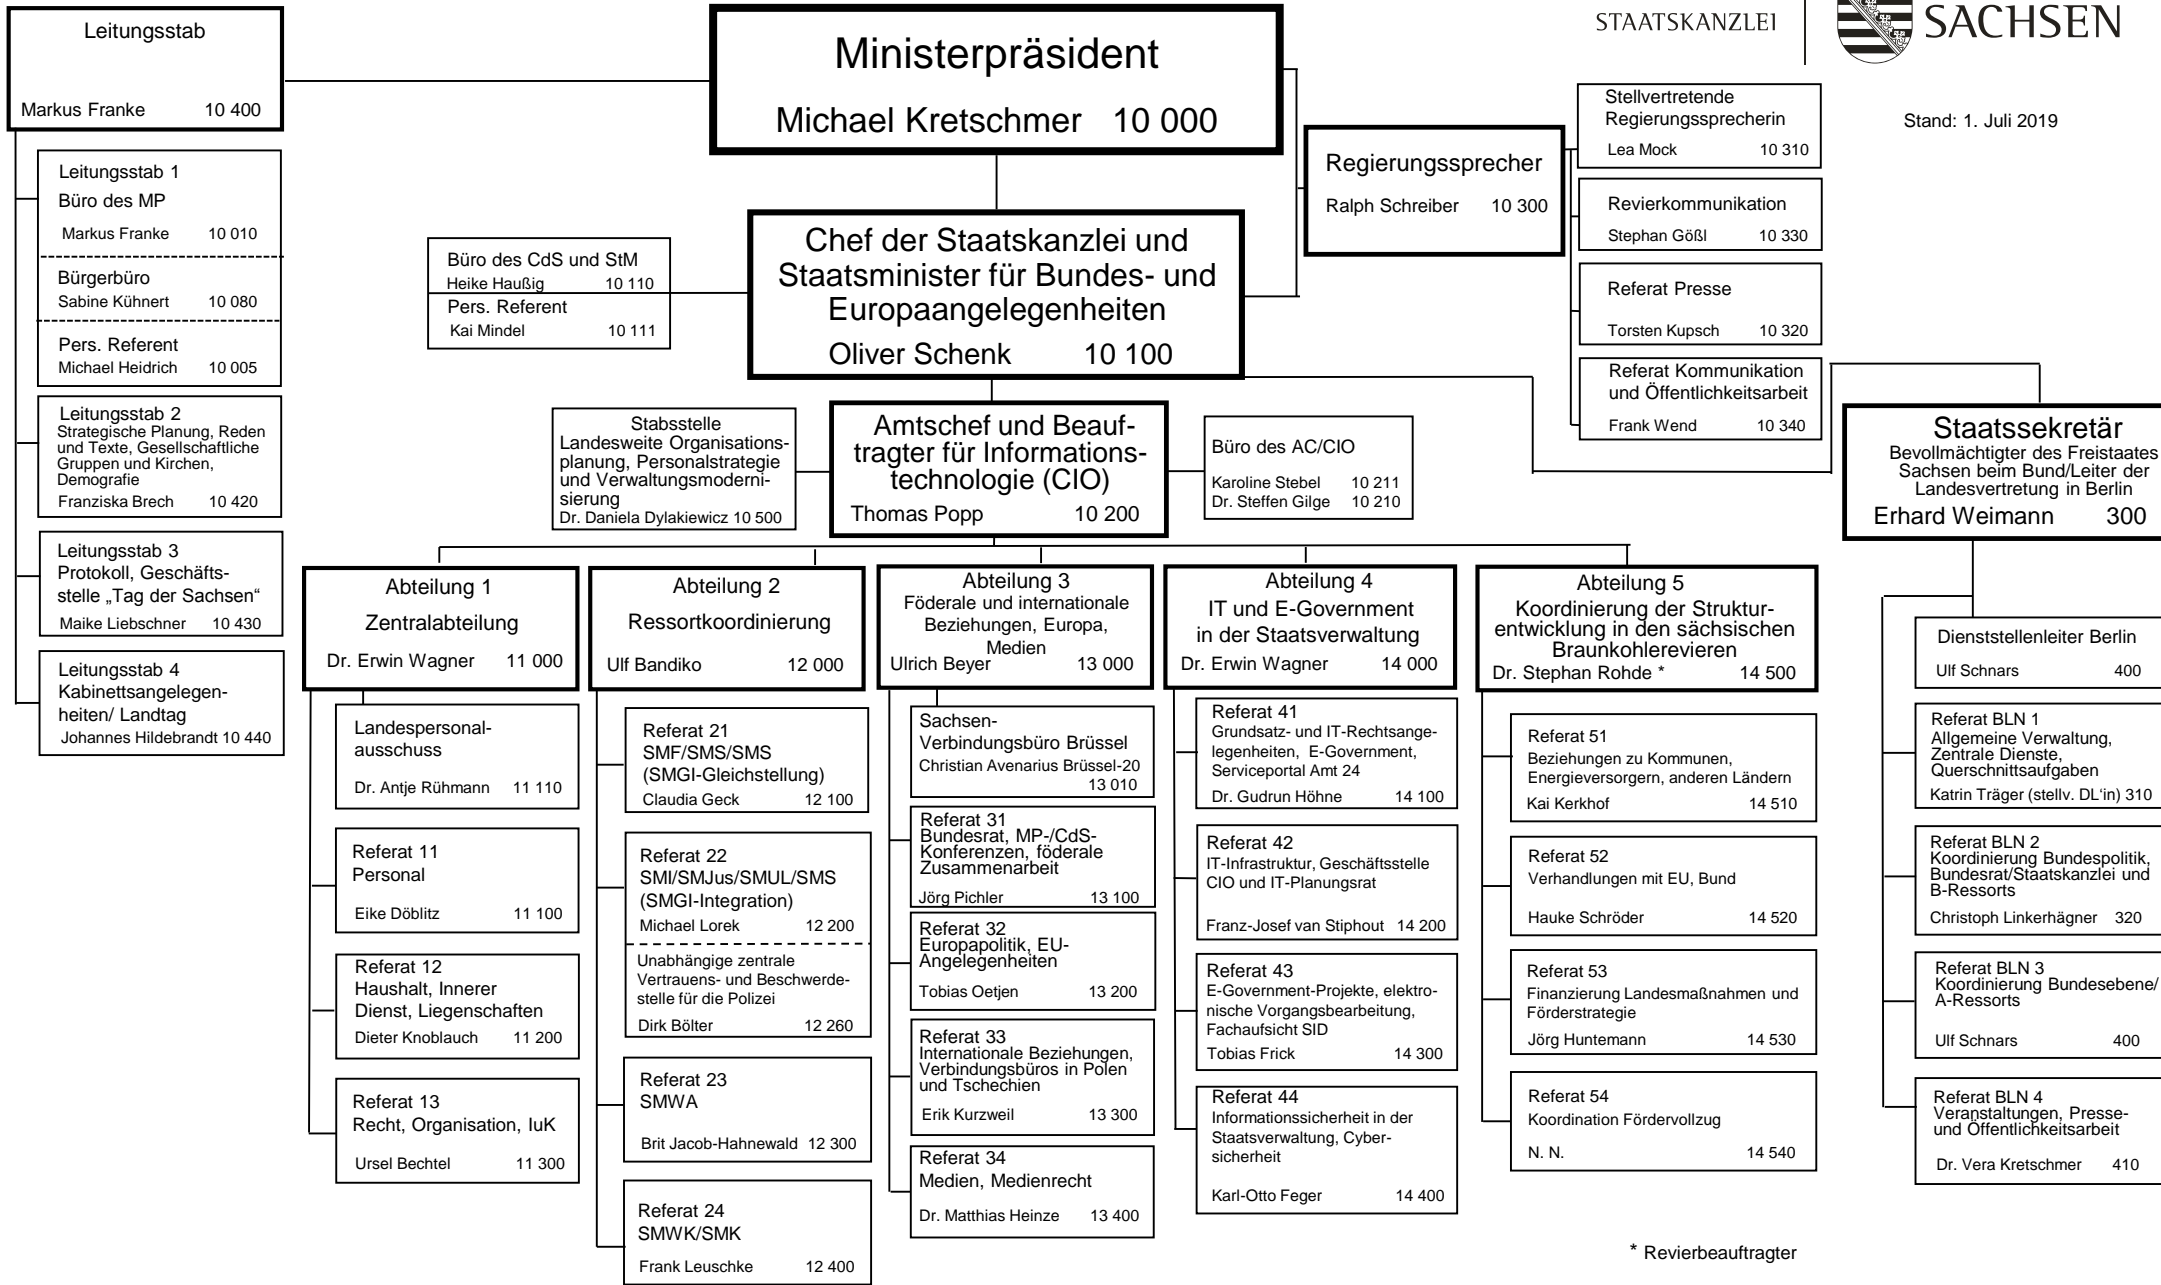 STAATSKANZLEI
SACHSEN
Stand: 1. Juli 2019
Leitungsstab
Markus Franke 10 400
Ministerpräsident
Michael Kretschmer 10 000
Regierungssprecher
Ralph Schreiber 10 300
Stellvertretende
Regierungssprecherin
Lea Mock 10 310
Revierkommunikation
Stephan Gößl 10 330
Referat Presse
Torsten Kupsch 10 320
Referat Kommunikation
und Öffentlichkeitsarbeit
Frank Wend 10 340
Leitungsstab 1
Büro des MP
Markus Franke 10 010
Bürgerbüro
Sabine Kühnert 10 080
Pers. Referent
Michael Heidrich 10 005
Leitungsstab 2
Strategische Planung, Reden
und Texte, Gesellschaftliche
Gruppen und Kirchen,
Demografie
Franziska Brech 10 420
Leitungsstab 3
Protokoll, Geschäfts-
stelle „Tag der Sachsen“
Maike Liebschner 10 430
Leitungsstab 4
Kabinettsangelegen-
heiten/ Landtag
Johannes Hildebrandt 10 440
Büro des CdS und StM
Heike Haußig 10 110
Pers. Referent
Kai Mindel 10 111
Chef der Staatskanzlei und
Staatsminister für Bundes- und
Europaangelegenheiten
Oliver Schenk 10 100
Stabsstelle
Landesweite Organisations-
planung, Personalstrategie
und Verwaltungsmoderni-
sierung
Dr. Daniela Dylakiewicz 10 500
Amtschef und Beauf-
tragter für Informations-
technologie (CIO)
Thomas Popp 10 200
Büro des AC/CIO
Karoline Stebel 10 211
Dr. Steffen Gilge 10 210
Staatssekretär
Bevollmächtigter des Freistaates
Sachsen beim Bund/Leiter der
Landesvertretung in Berlin
Erhard Weimann 300
Abteilung 1
Zentralabteilung
Dr. Erwin Wagner 11 000
Landespersonal-
ausschuss
Dr. Antje Rühmann 11 110
Referat 11
Personal
Eike Döblitz 11 100
Referat 12
Haushalt, Innerer
Dienst, Liegenschaften
Dieter Knoblauch 11 200
Referat 13
Recht, Organisation, IuK
Ursel Bechtel 11 300
Abteilung 2
Ressortkoordinierung
Ulf Bandiko 12 000
Referat 21
SMF/SMS/SMS
(SMGI-Gleichstellung)
Claudia Geck 12 100
Referat 22
SMI/SMJus/SMUL/SMS
(SMGI-Integration)
Michael Lorek 12 200
Unabhängige zentrale
Vertrauens- und Beschwerde-
stelle für die Polizei
Dirk Bölter 12 260
Referat 23
SMWA
Brit Jacob-Hahnewald 12 300
Referat 24
SMWK/SMK
Frank Leuschke 12 400
Abteilung 3
Föderale und internationale
Beziehungen, Europa,
Medien
Ulrich Beyer 13 000
Sachsen-
Verbindungsbüro Brüssel
Christian Avenarius Brüssel-20
13 010
Referat 31
Bundesrat, MP-/CdS-
Konferenzen, föderale
Zusammenarbeit
Jörg Pichler 13 100
Referat 32
Europapolitik, EU-
Angelegenheiten
Tobias Oetjen 13 200
Referat 33
Internationale Beziehungen,
Verbindungsbüros in Polen
und Tschechien
Erik Kurzweil 13 300
Referat 34
Medien, Medienrecht
Dr. Matthias Heinze 13 400
Abteilung 4
IT und E-Government
in der Staatsverwaltung
Dr. Erwin Wagner 14 000
Referat 41
Grundsatz- und IT-Rechtsange-
legenheiten, E-Government,
Serviceportal Amt 24
Dr. Gudrun Höhne 14 100
Referat 42
IT-Infrastruktur, Geschäftsstelle
CIO und IT-Planungsrat
Franz-Josef van Stiphout 14 200
Referat 43
E-Government-Projekte, elektro-
nische Vorgangsbearbeitung,
Fachaufsicht SID
Tobias Frick 14 300
Referat 44
Informationssicherheit in der
Staatsverwaltung, Cyber-
sicherheit
Karl-Otto Feger 14 400
Abteilung 5
Koordinierung der Struktur-
entwicklung in den sächsischen
Braunkohlerevieren
Dr. Stephan Rohde * 14 500
Referat 51
Beziehungen zu Kommunen,
Energieversorgern, anderen Ländern
Kai Kerkhof 14 510
Referat 52
Verhandlungen mit EU, Bund
Hauke Schröder 14 520
Referat 53
Finanzierung Landesmaßnahmen und
Förderstrategie
Jörg Huntemann 14 530
Referat 54
Koordination Fördervollzug
N. N. 14 540
Dienststellenleiter Berlin
Ulf Schnars 400
Referat BLN 1
Allgemeine Verwaltung,
Zentrale Dienste,
Querschnittsaufgaben
Katrin Träger (stellv. DL‘in) 310
Referat BLN 2
Koordinierung Bundespolitik,
Bundesrat/Staatskanzlei und
B-Ressorts
Christoph Linkerhägner 320
Referat BLN 3
Koordinierung Bundesebene/
A-Ressorts
Ulf Schnars 400
Referat BLN 4
Veranstaltungen, Presse-
und Öffentlichkeitsarbeit
Dr. Vera Kretschmer 410
* Revierbeauftragter